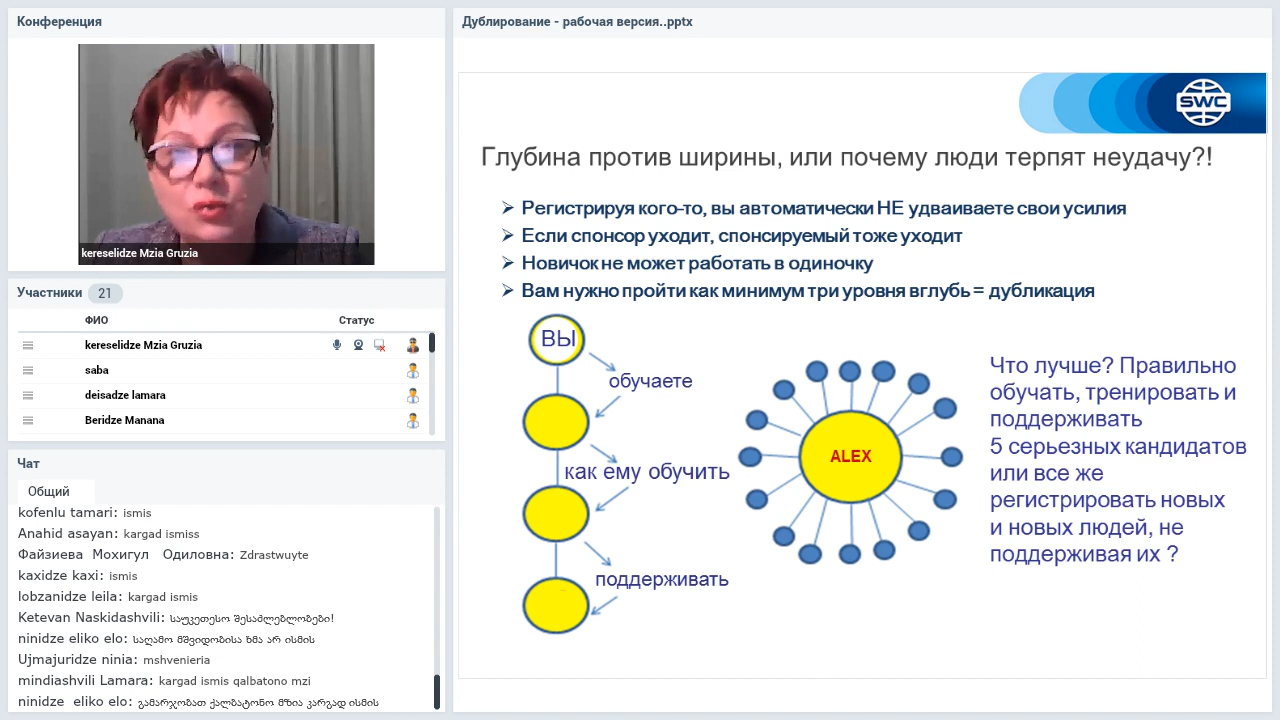 Конференция
kereselidze Mzia Gruzia
Участники 21
ФИО Статус
kereselidze Mzia Gruzia
saba
deisadze lamara
Beridze Manana
Чат
Общий
kofenlu tamari: ismis
Anahid asayan: kargad ismiss
Файзиева Мохигул Одиловна: Zdrastwuyte
kaxidze kaxi: ismis
lobzanidze leila: kargad ismis
Ketevan Naskidashvili: საუკეთესო შესაძლებლობები!
ninidze eliko elo: საღამო მშვიდობისა ხმა არ ისმის
Ujmajuridze ninia: mshvenieria
mindiashvili Lamara: kargad ismis qalbatono mzi
ninidze eliko elo: გამარჯობათ ქალბატონო მზია კარგად ისმის
Дублирование - рабочая версия..pptx
SWC
Глубина против ширины, или почему люди терпят неудачу?!
Регистрируя кого-то, вы автоматически НЕ удваиваете свои усилия
Если спонсор уходит, спонсируемый тоже уходит
Новичок не может работать в одиночку
Вам нужно пройти как минимум три уровня вглубь = дубликация
ВЫ
обучаете
как ему обучить
поддерживать
ALEX
Что лучше? Правильно
обучать, тренировать и
поддерживать
5 серьезных кандидатов
или все же
регистрировать новых
и новых людей, не
поддерживая их ?